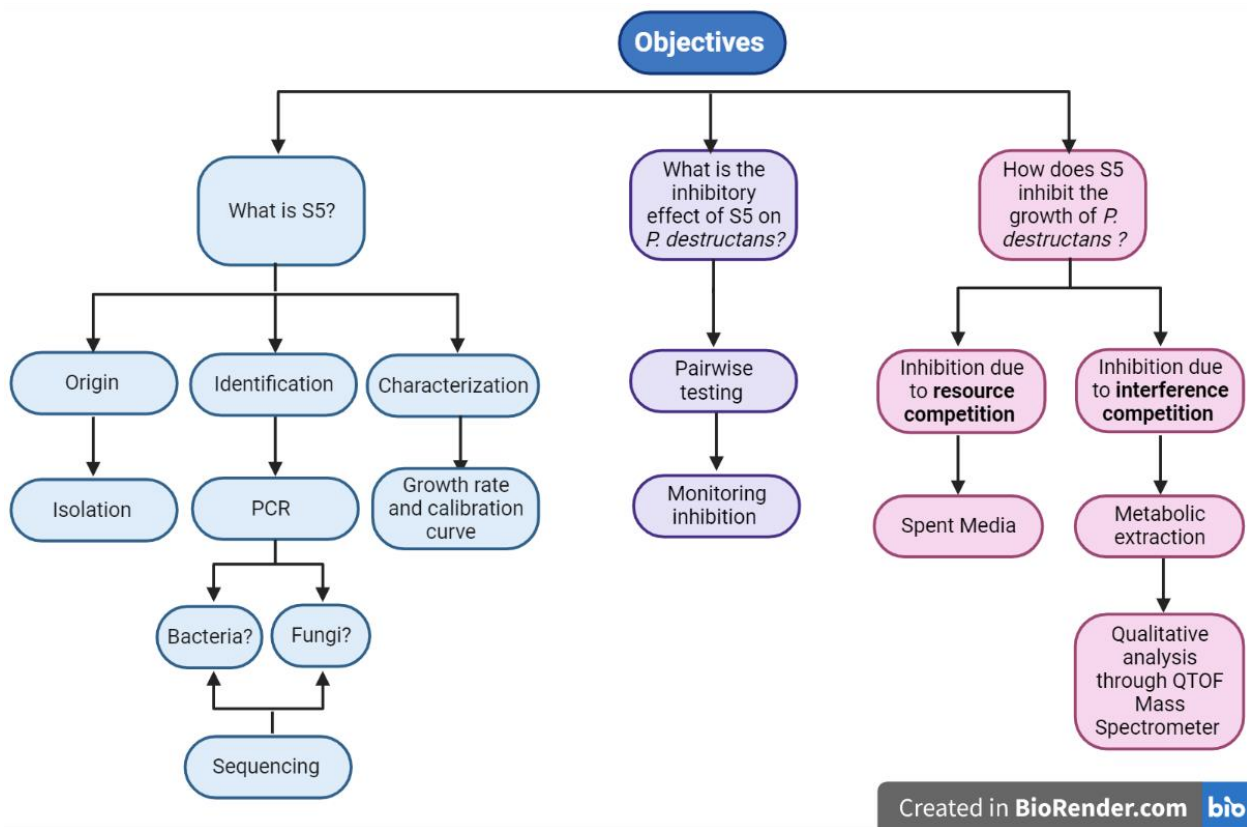 Objectives
What is S5?
What is the
inhibitory
effect of S5 on
P. destructans?
How does S5
inhibit the
growth of P.
destructans ?
Origin
Identification
Characterization
Pairwise
testing
Inhibition due
to resource
competition
Inhibition due
to interference
competition
Isolation
PCR
Growth rate
and calibration
curve
Monitoring
inhibition
Spent Media
Metabolic
extraction
Bacteria?
Fungi?
Qualitative
analysis
through QTOF
Mass
Spectrometer
Sequencing
Created in BioRender.com bio